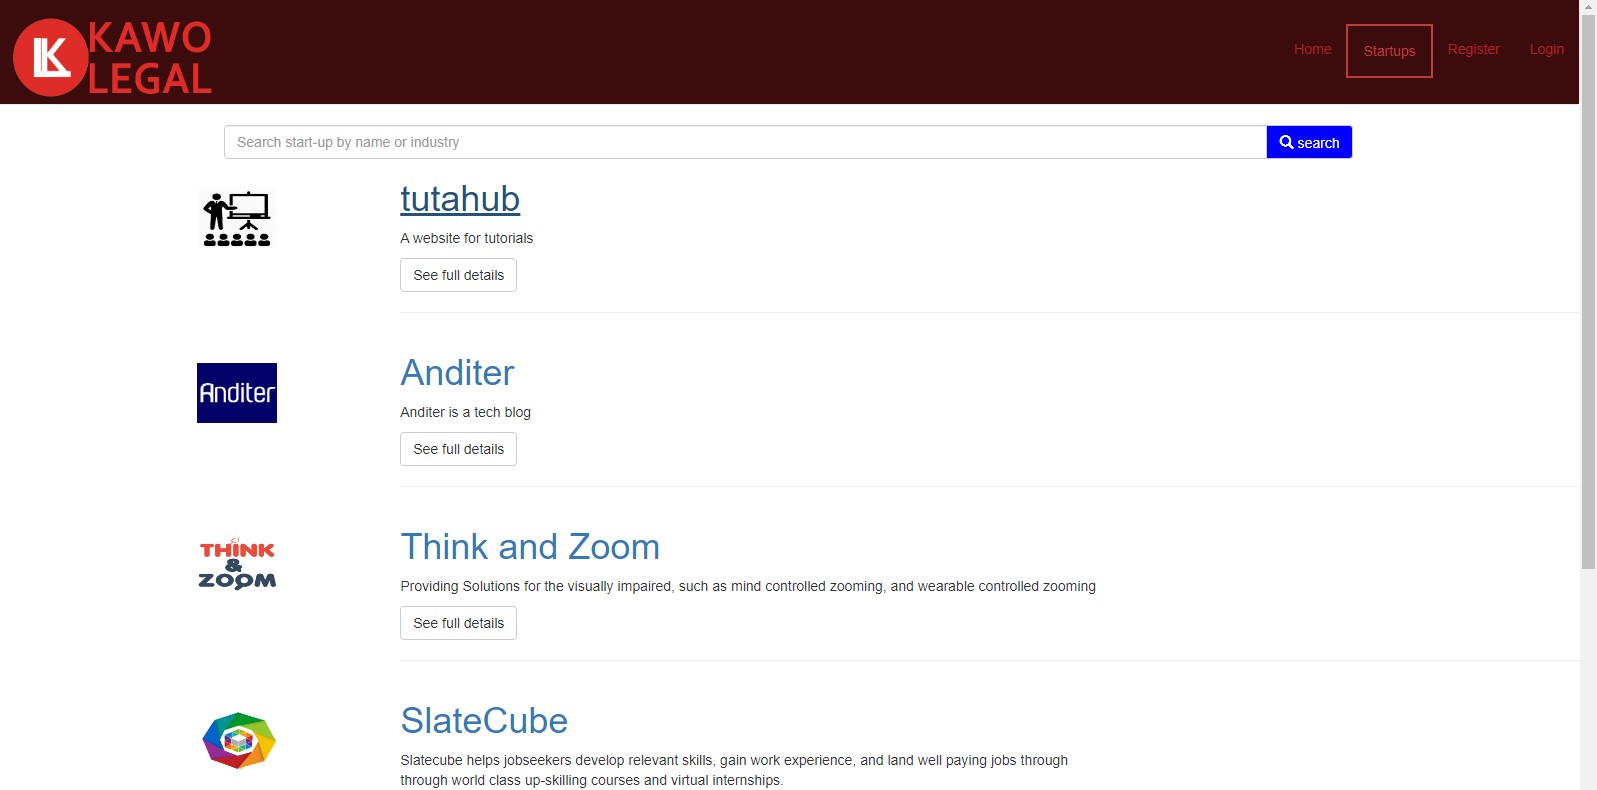 KAWO
LEGAL
Home Startups Register Login
Search start-up by name or industry search
tutahub
A website for tutorials
See full details
Anditer
Anditer
Anditer is a tech blog
See full details
THINK
&
ZOOM
Think and Zoom
Providing Solutions for the visually impaired, such as mind controlled zooming, and wearable controlled zooming
See full details
SlateCube
Slatecube helps jobseekers develop relevant skills, gain work experience, and land well paying jobs through
through world class up-skilling courses and virtual internships.